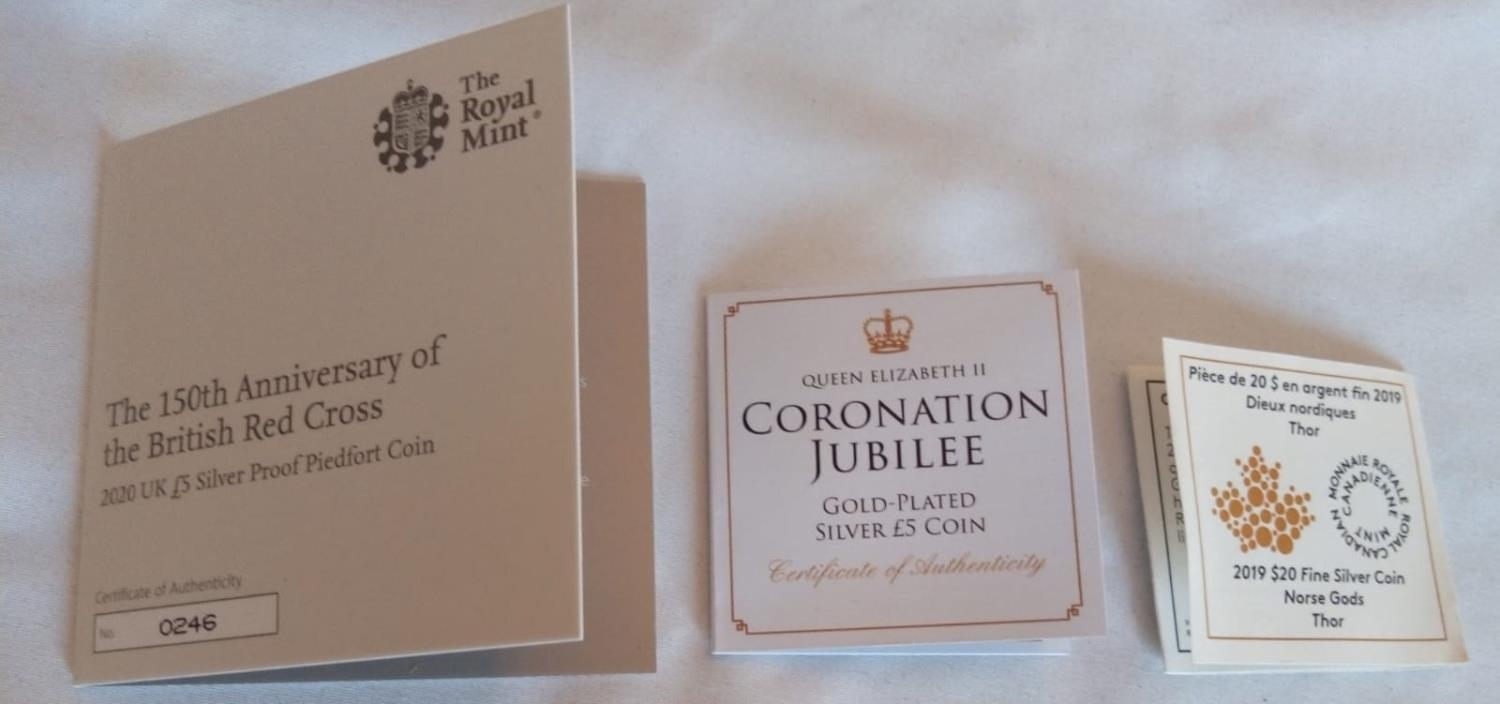 The
Royal
Mint®
The 150th Anniversary of
the British Red Cross
2020 UK £5 Silver Proof Piedfort Coin
Certificate of Authenticity
No 0246
QUEEN ELIZABETH II
CORONATION
JUBILEE
GOLD-PLATED
SILVER £5 COIN
Certificate of Authenticity
Pièce de 20 $ en argent fin 2019
Dieux nordiques
Thor
MONNAIE ROYALE CANADIENNE
ROYAL CANADIAN MINT
2019 $20 Fine Silver Coin
Norse Gods
Thor